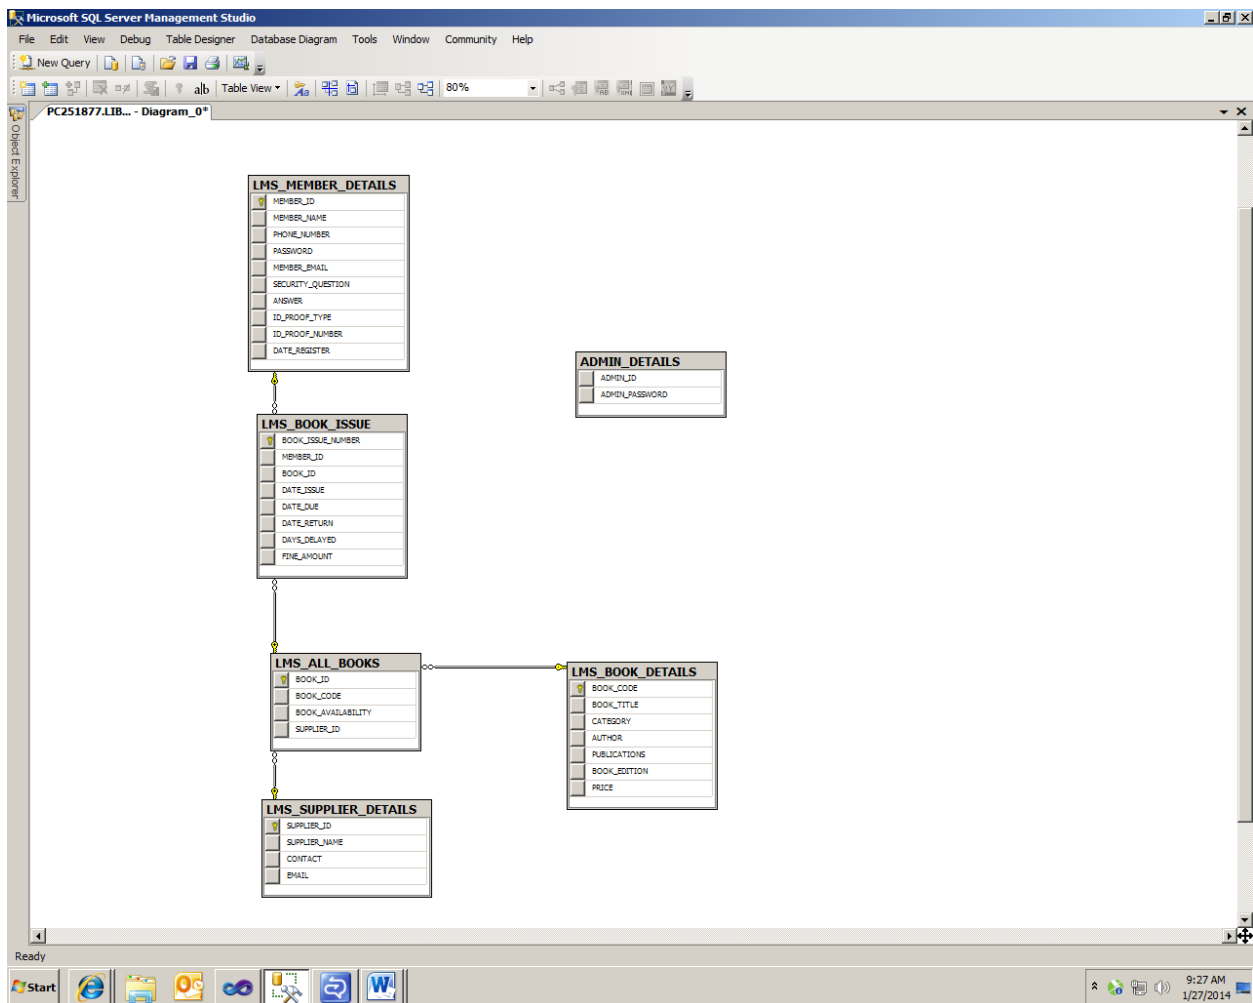 Microsoft SQL Server Management Studio
File Edit View Debug Table Designer Database Diagram Tools Window Community Help
New Query
a|b Table View 80%
PC251877.LIB... - Diagram_0*
Object Explorer
LMS_MEMBER_DETAILS
MEMBER_ID
MEMBER_NAME
PHONE_NUMBER
PASSWORD
MEMBER_EMAIL
SECURITY_QUESTION
ANSWER
ID_PROOF_TYPE
ID_PROOF_NUMBER
DATE_REGISTER
ADMIN_DETAILS
ADMIN_ID
ADMIN_PASSWORD
LMS_BOOK_ISSUE
BOOK_ISSUE_NUMBER
MEMBER_ID
BOOK_ID
DATE_ISSUE
DATE_DUE
DATE_RETURN
DAYS_DELAYED
FINE_AMOUNT
LMS_ALL_BOOKS
BOOK_ID
BOOK_CODE
BOOK_AVAILABILITY
SUPPLIER_ID
LMS_BOOK_DETAILS
BOOK_CODE
BOOK_TITLE
CATEGORY
AUTHOR
PUBLICATIONS
BOOK_EDITION
PRICE
LMS_SUPPLIER_DETAILS
SUPPLIER_ID
SUPPLIER_NAME
CONTACT
EMAIL
Ready
Start
9:27 AM
1/27/2014